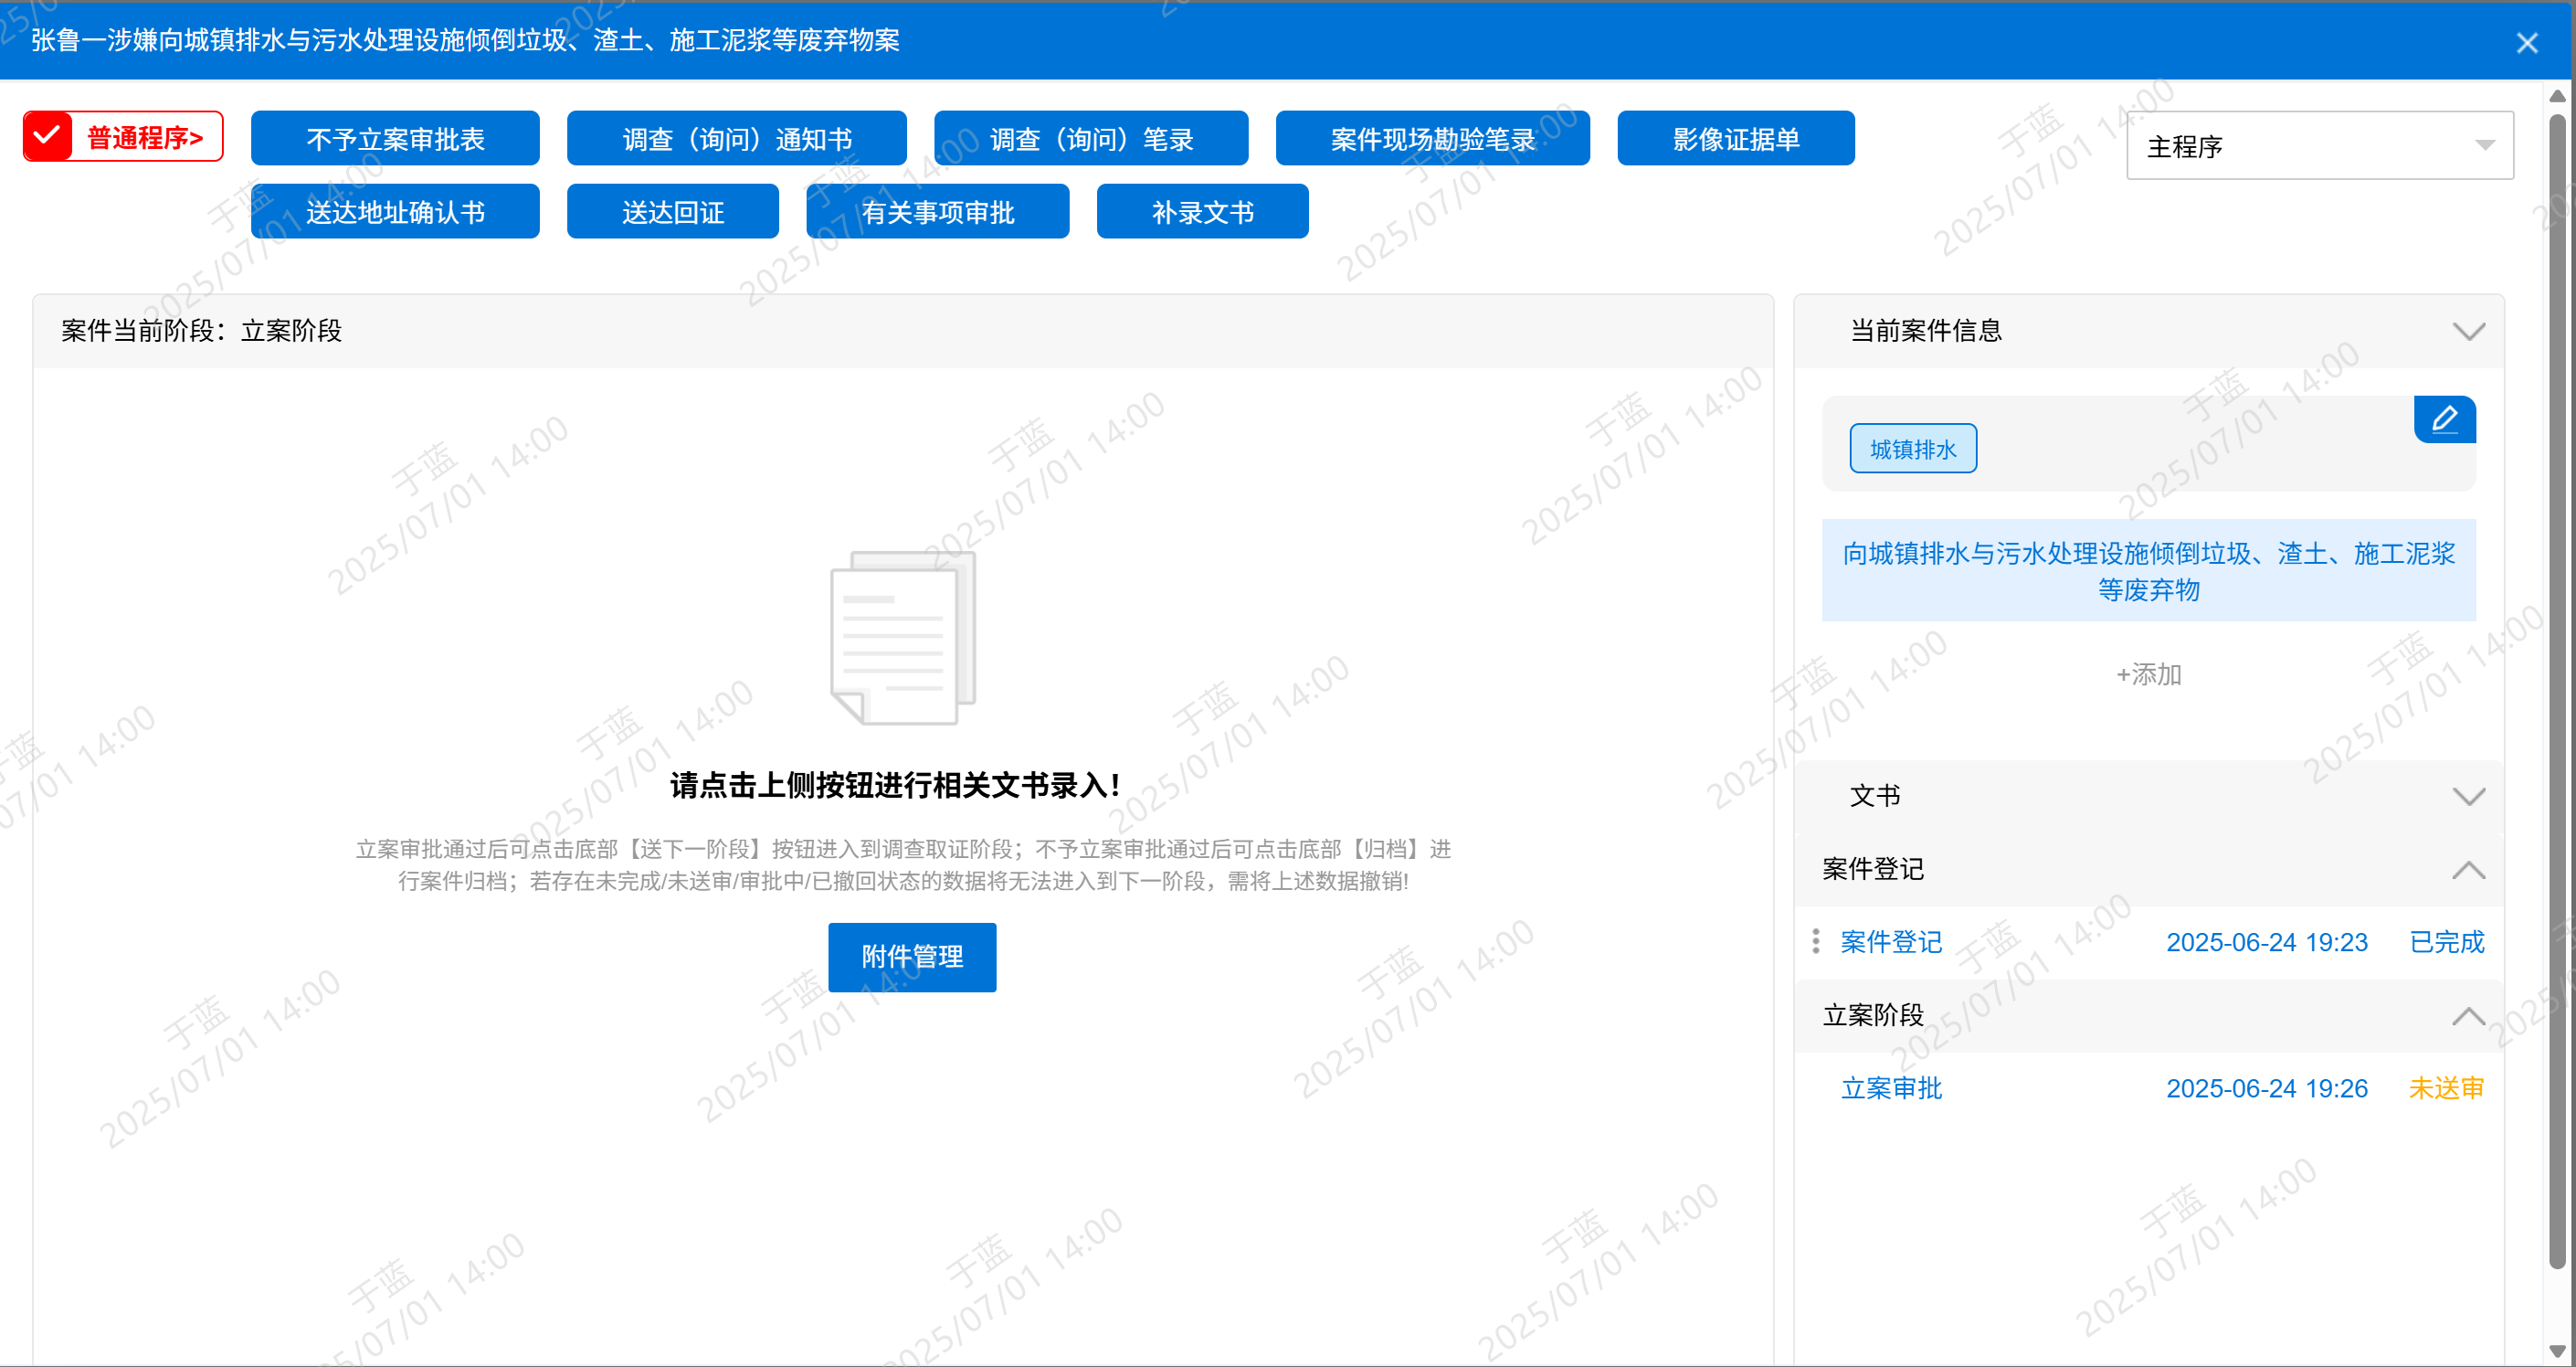 张鲁一涉嫌向城镇排水与污水处理设施倾倒垃圾、渣土、施工泥浆等废弃物案
普通程序>
不予立案审批表
调查（询问）通知书
调查（询问）笔录
案件现场勘验笔录
影像证据单
主程序
送达地址确认书
送达回证
有关事项审批
补录文书
案件当前阶段：立案阶段
请点击上侧按钮进行相关文书录入！
立案审批通过后可点击底部【送下一阶段】按钮进入到调查取证阶段；不予立案审批通过后可点击底部【归档】进
行案件归档；若存在未完成/未送审/审批中/已撤回状态的数据将无法进入到下一阶段，需将上述数据撤销!
附件管理
当前案件信息
城镇排水
向城镇排水与污水处理设施倾倒垃圾、渣土、施工泥浆
等废弃物
+添加
文书
案件登记
案件登记 2025-06-24 19:23 已完成
立案阶段
立案审批 2025-06-24 19:26 未送审
于蓝
2025/07/01 14:00